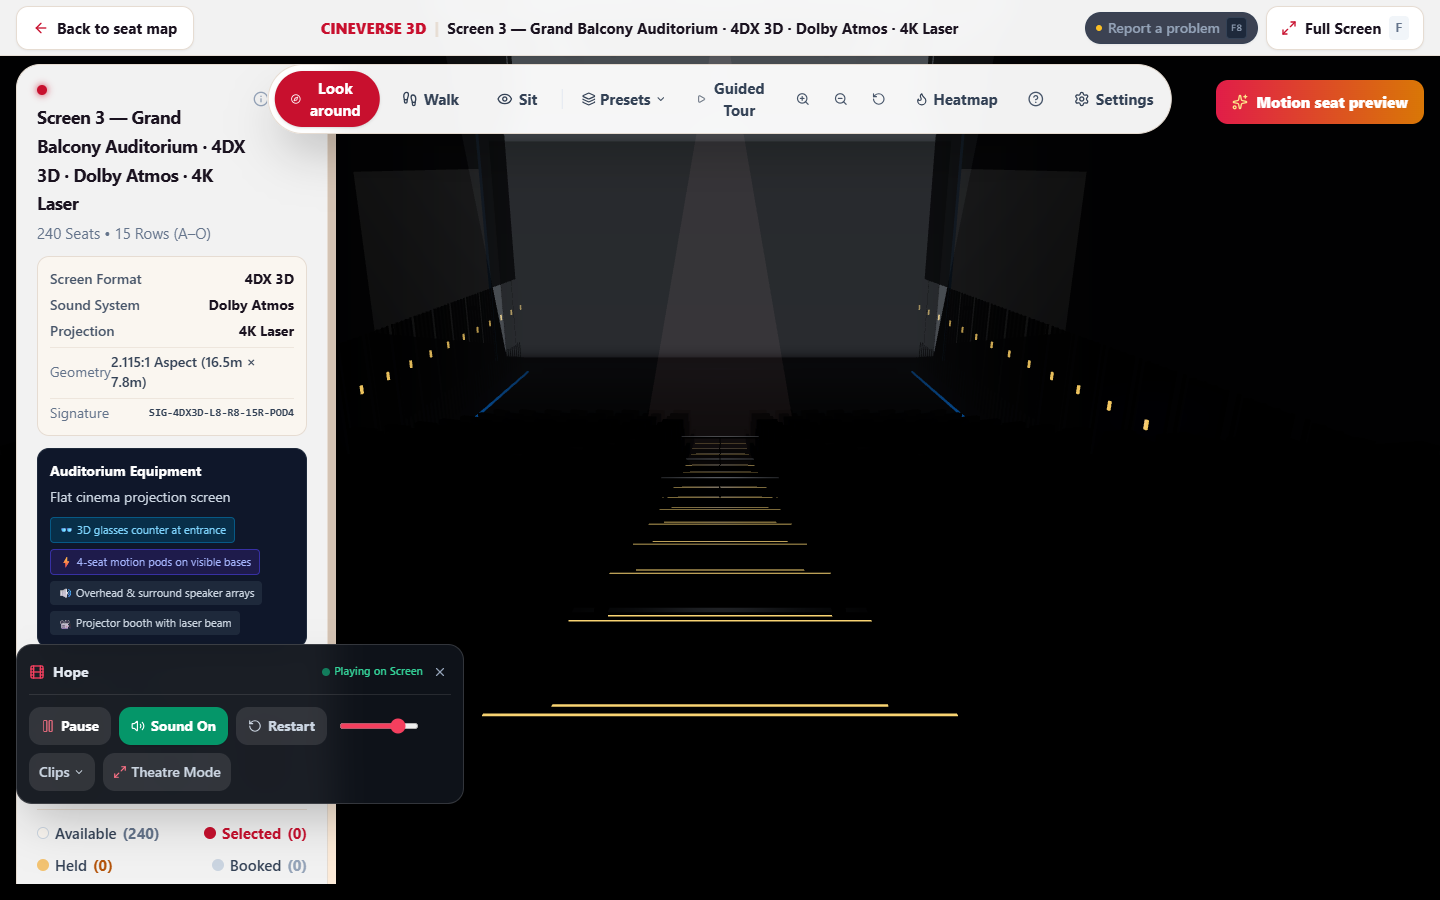 Back to seat map
CINEVERSE 3D | Screen 3 — Grand Balcony Auditorium · 4DX 3D · Dolby Atmos · 4K Laser
Report a problem F8
Full Screen F
Look around
Walk
Sit
Presets
Guided Tour
Heatmap
Settings
Motion seat preview
Screen 3 — Grand
Balcony Auditorium · 4DX
3D · Dolby Atmos · 4K
Laser
240 Seats • 15 Rows (A–O)
Screen Format 4DX 3D
Sound System Dolby Atmos
Projection 4K Laser
Geometry 2.115:1 Aspect (16.5m ×
7.8m)
Signature SIG-4DX3D-L8-R8-15R-POD4
Auditorium Equipment
Flat cinema projection screen
3D glasses counter at entrance
4-seat motion pods on visible bases
Overhead & surround speaker arrays
Projector booth with laser beam
Hope
Playing on Screen
Pause
Sound On
Restart
Clips
Theatre Mode
Available (240)
Selected (0)
Held (0)
Booked (0)